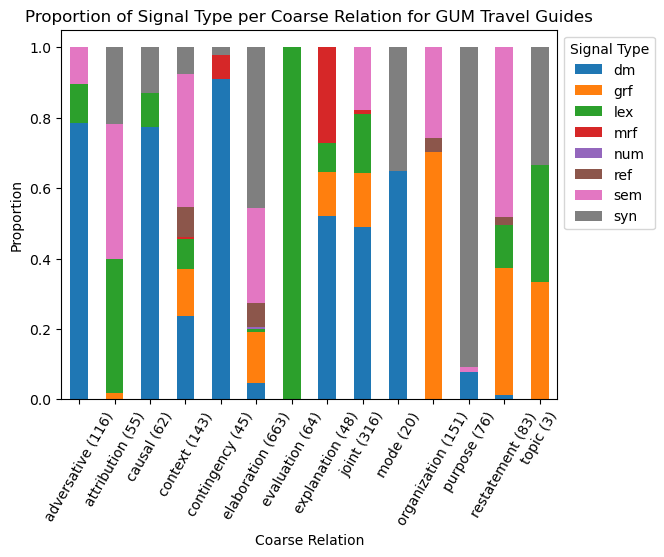 Proportion of Signal Type per Coarse Relation for GUM Travel Guides
Signal Type
dm
grf
lex
mrf
num
ref
sem
syn
Proportion
1.0
0.8
0.6
0.4
0.2
0.0
adversative (116)
attribution (55)
causal (62)
context (143)
contingency (45)
elaboration (663)
evaluation (64)
explanation (48)
joint (316)
mode (20)
organization (151)
purpose (76)
restatement (83)
topic (3)
Coarse Relation